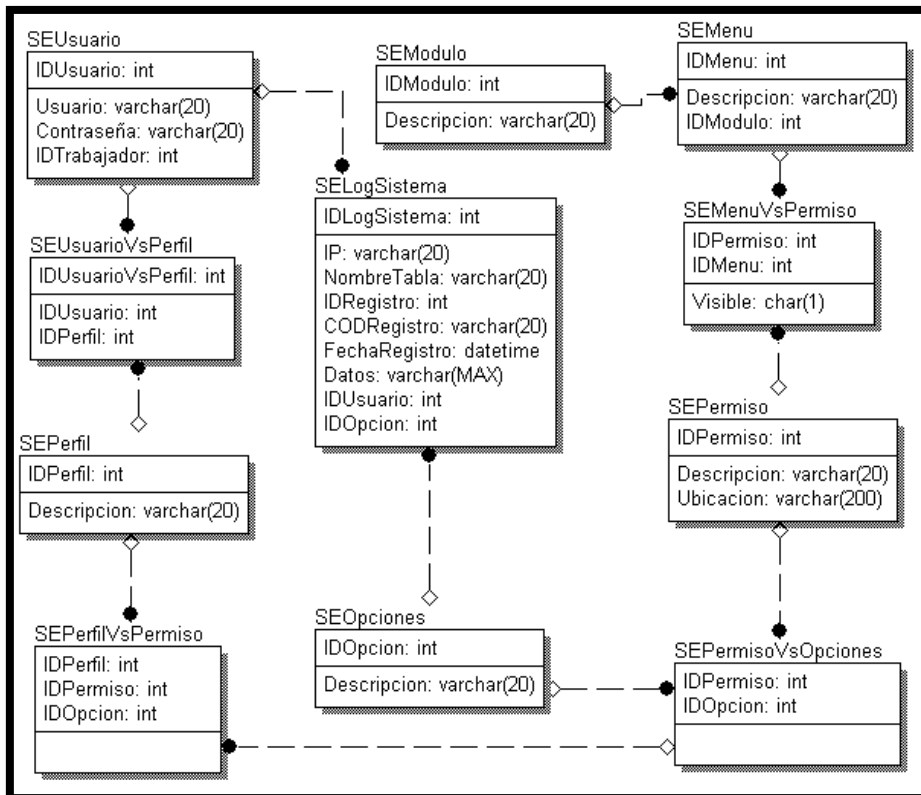 SEUsuario
IDUsuario: int
Usuario: varchar(20)
Contraseña: varchar(20)
IDTrabajador: int
SEModulo
IDModulo: int
Descripcion: varchar(20)
SEMenu
IDMenu: int
Descripcion: varchar(20)
IDModulo: int
SEUsuarioVsPerfil
IDUsuarioVsPerfil: int
IDUsuario: int
IDPerfil: int
SELogSistema
IDLogSistema: int
IP: varchar(20)
NombreTabla: varchar(20)
IDRegistro: int
CODRegistro: varchar(20)
FechaRegistro: datetime
Datos: varchar(MAX)
IDUsuario: int
IDOpcion: int
SEMenuVsPermiso
IDPermiso: int
IDMenu: int
Visible: char(1)
SEPerfil
IDPerfil: int
Descripcion: varchar(20)
SEPermiso
IDPermiso: int
Descripcion: varchar(20)
Ubicacion: varchar(200)
SEPerfilVsPermiso
IDPerfil: int
IDPermiso: int
IDOpcion: int
SEOpciones
IDOpcion: int
Descripcion: varchar(20)
SEPermisoVsOpciones
IDPermiso: int
IDOpcion: int